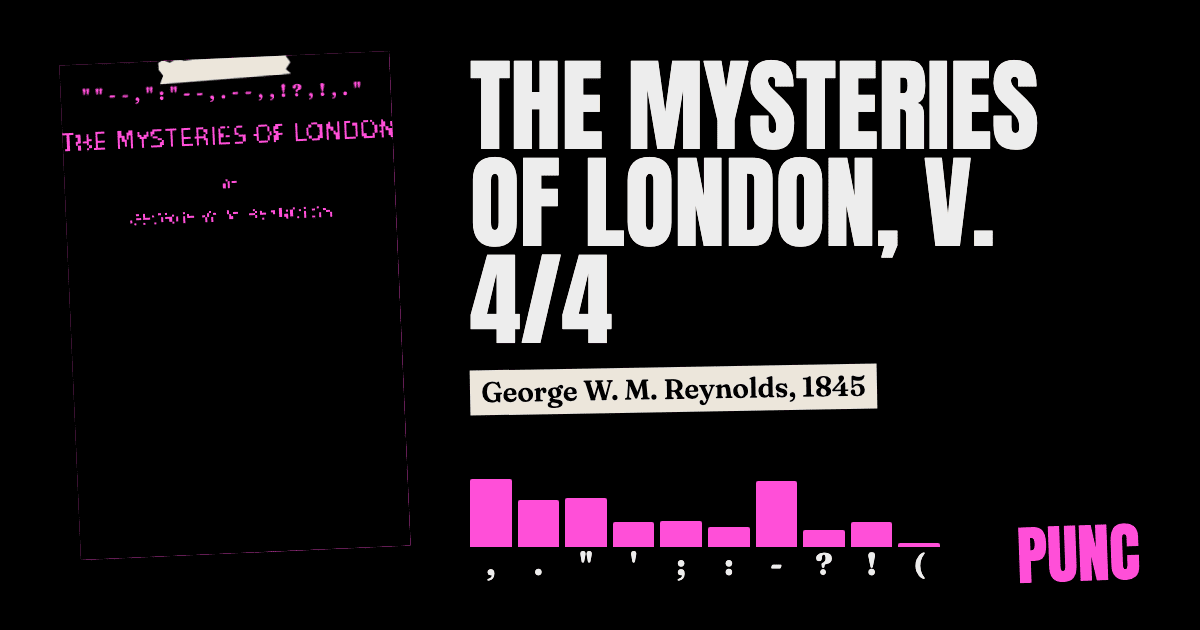 ""--,":"--,.--,,!?,!,."
THE MYSTERIES OF LONDON
THE MYSTERIES
OF LONDON, V.
4/4
George W. M. Reynolds, 1845
, . " ' ; : - ? ! (
PUNC